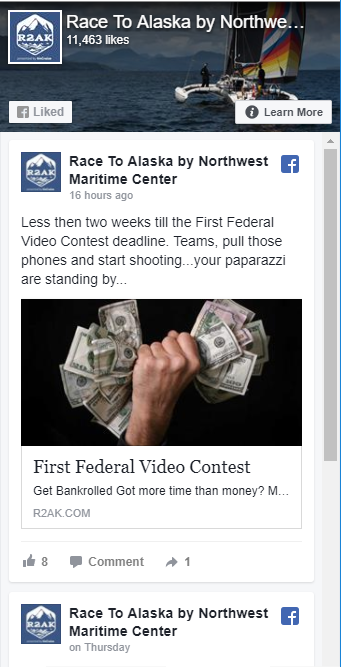 R2AK
Race To Alaska by Northwe...
11,463 likes
Liked
Learn More
R2AK
Race To Alaska by Northwest
Maritime Center
16 hours ago
Less then two weeks till the First Federal
Video Contest deadline. Teams, pull those
phones and start shooting...your paparazzi
are standing by...
First Federal Video Contest
Get Bankrolled Got more time than money? M...
R2AK.COM
8 Comment 1
R2AK
Race To Alaska by Northwest
Maritime Center
on Thursday